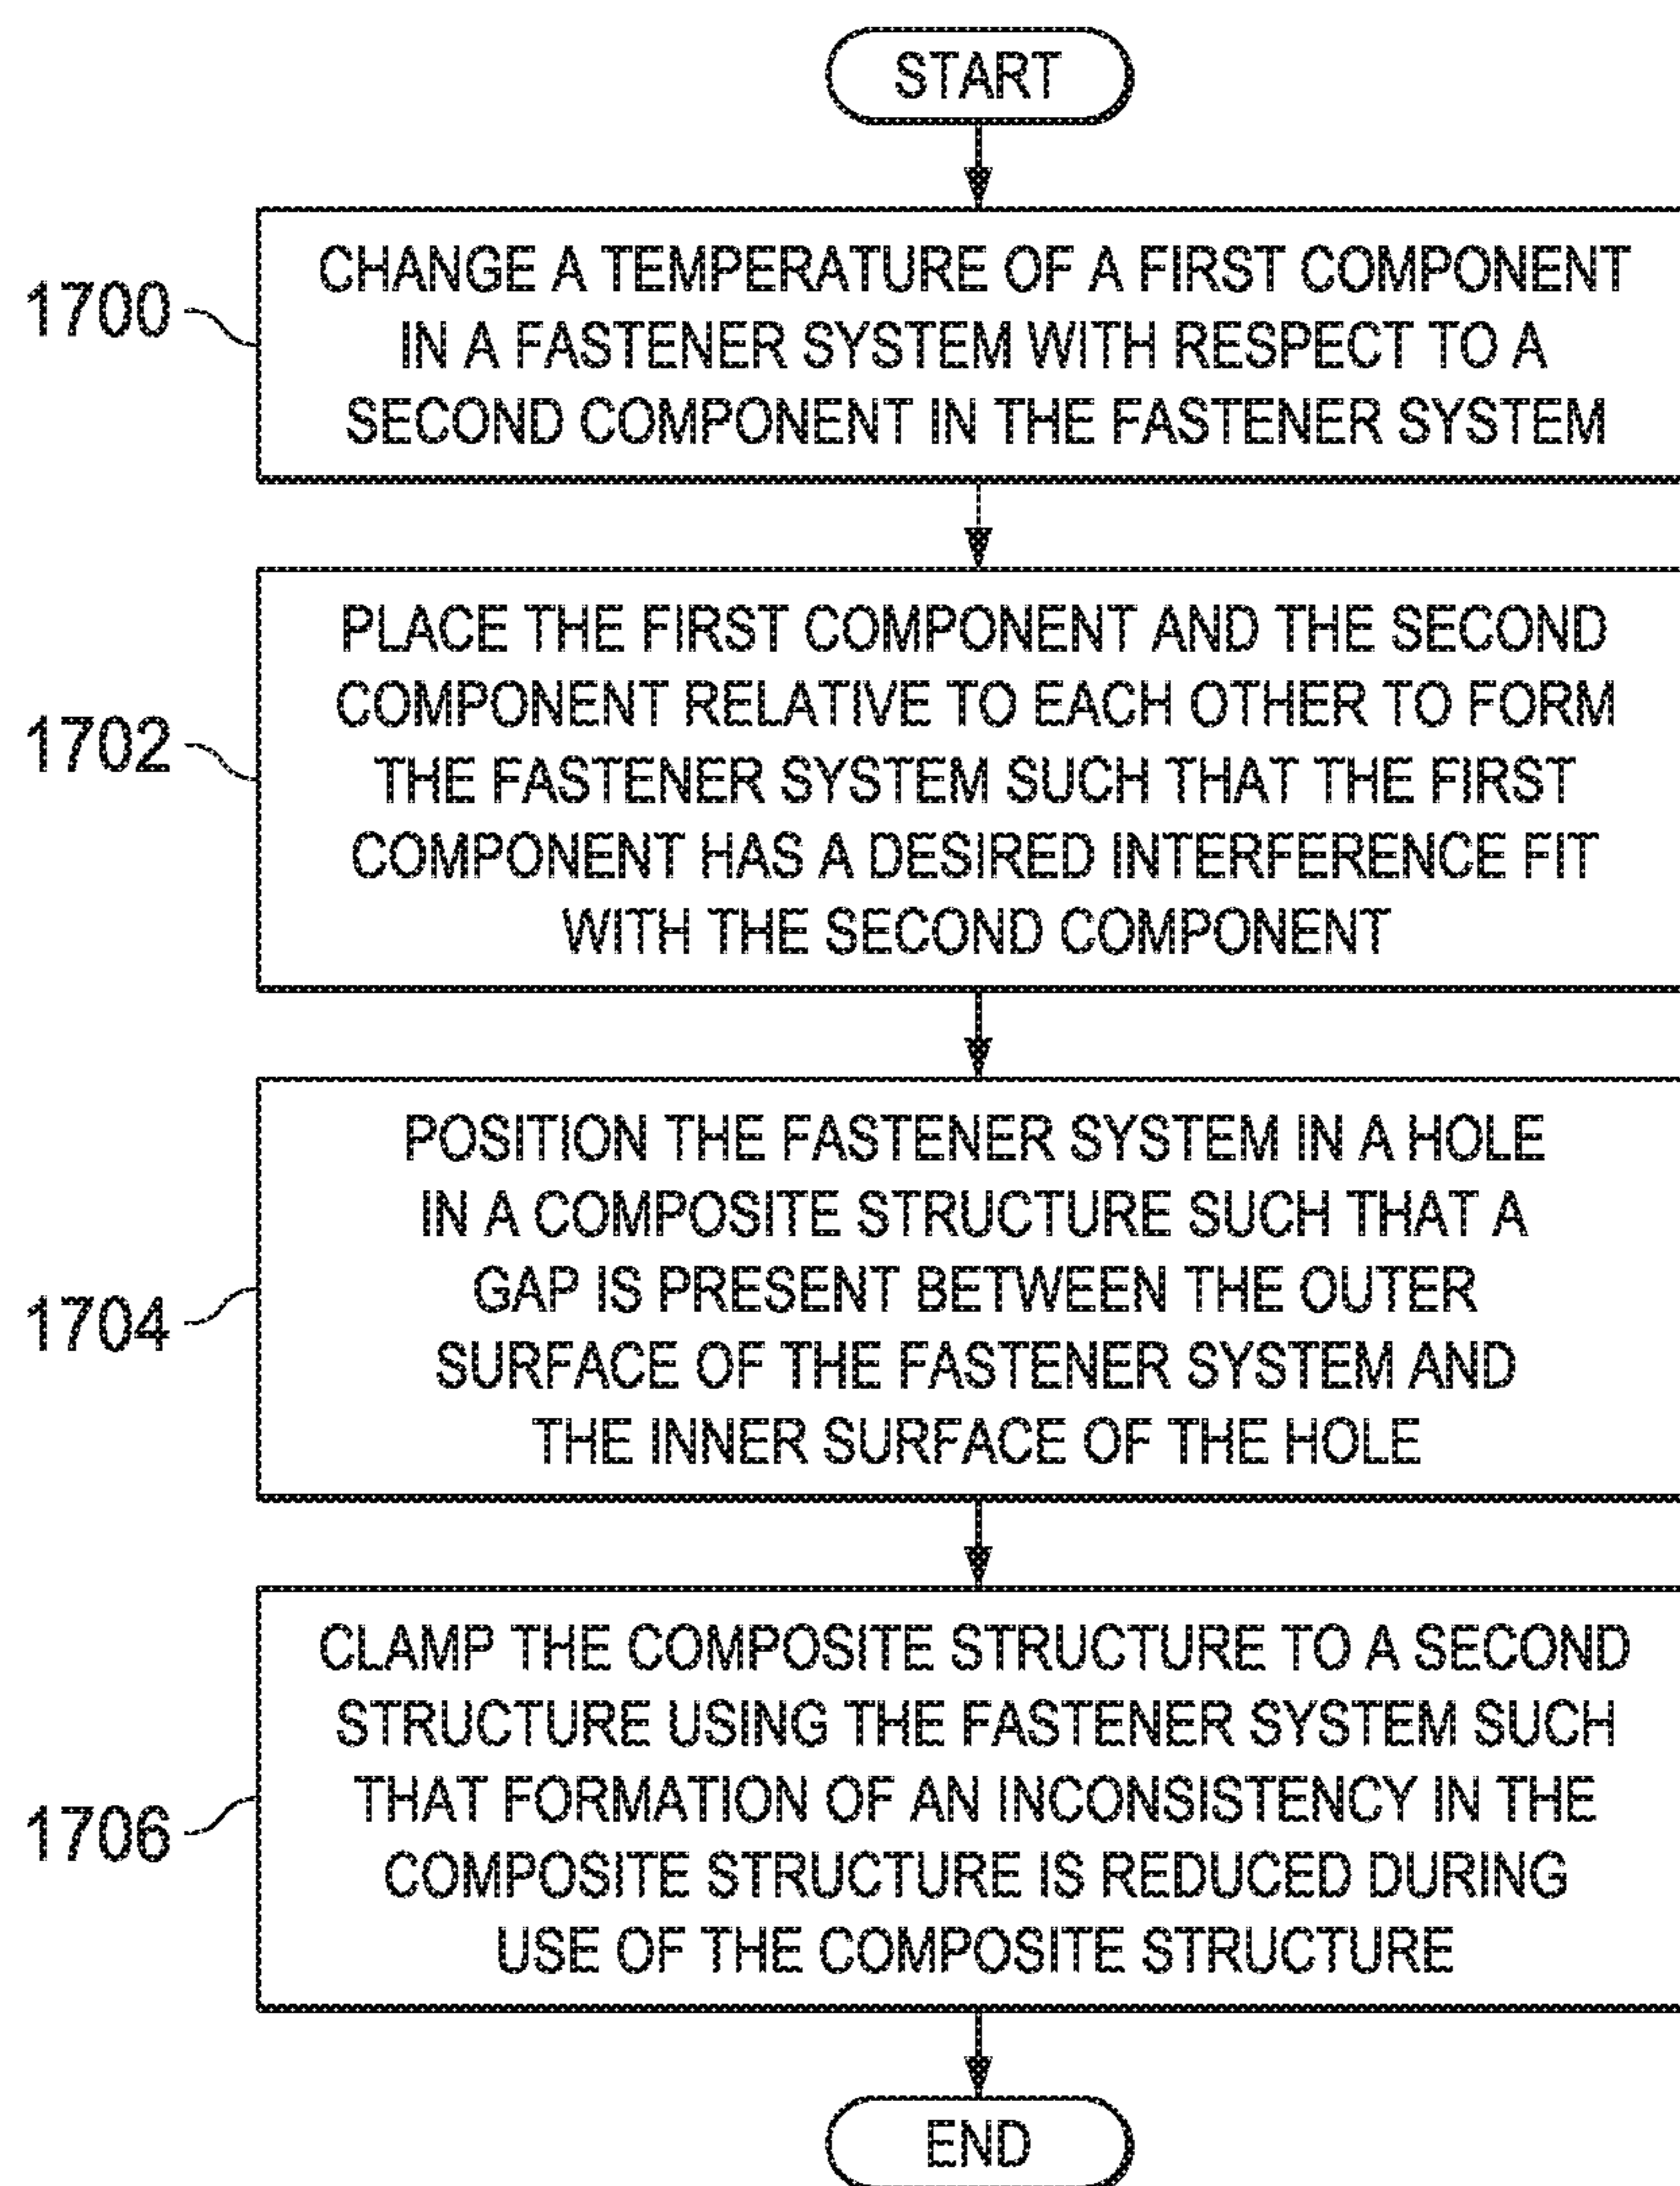 START
1700
CHANGE A TEMPERATURE OF A FIRST COMPONENT
IN A FASTENER SYSTEM WITH RESPECT TO A
SECOND COMPONENT IN THE FASTENER SYSTEM
1702
PLACE THE FIRST COMPONENT AND THE SECOND
COMPONENT RELATIVE TO EACH OTHER TO FORM
THE FASTENER SYSTEM SUCH THAT THE FIRST
COMPONENT HAS A DESIRED INTERFERENCE FIT
WITH THE SECOND COMPONENT
1704
POSITION THE FASTENER SYSTEM IN A HOLE
IN A COMPOSITE STRUCTURE SUCH THAT A
GAP IS PRESENT BETWEEN THE OUTER
SURFACE OF THE FASTENER SYSTEM AND
THE INNER SURFACE OF THE HOLE
1706
CLAMP THE COMPOSITE STRUCTURE TO A SECOND
STRUCTURE USING THE FASTENER SYSTEM SUCH
THAT FORMATION OF AN INCONSISTENCY IN THE
COMPOSITE STRUCTURE IS REDUCED DURING
USE OF THE COMPOSITE STRUCTURE
END